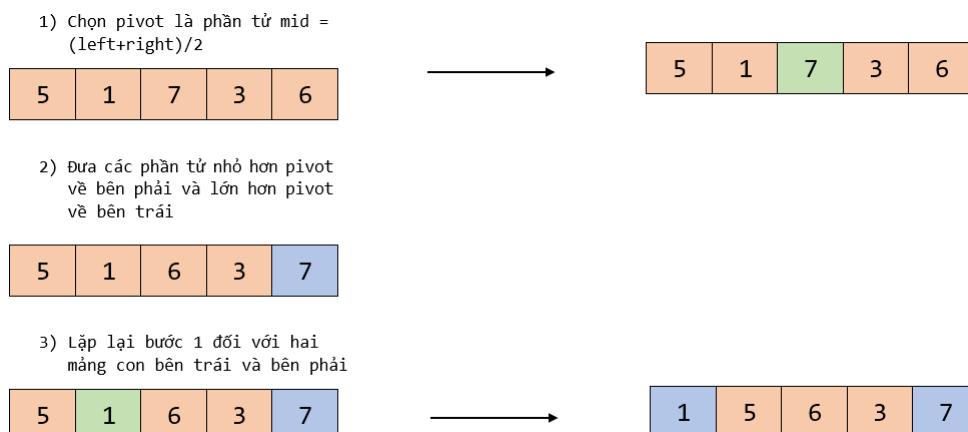 1) Chọn pivot là phần tử mid =
(left+right)/2
5 1 7 3 6
5 1 7 3 6
2) Đưa các phần tử nhỏ hơn pivot
về bên phải và lớn hơn pivot
về bên trái
5 1 6 3 7
3) Lặp lại bước 1 đối với hai
mảng con bên trái và bên phải
5 1 6 3 7
1 5 6 3 7